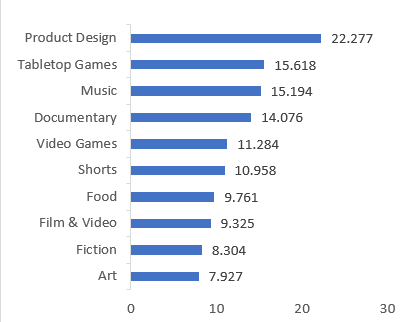 Product Design 22.277
Tabletop Games 15.618
Music 15.194
Documentary 14.076
Video Games 11.284
Shorts 10.958
Food 9.761
Film & Video 9.325
Fiction 8.304
Art 7.927
0 10 20 30